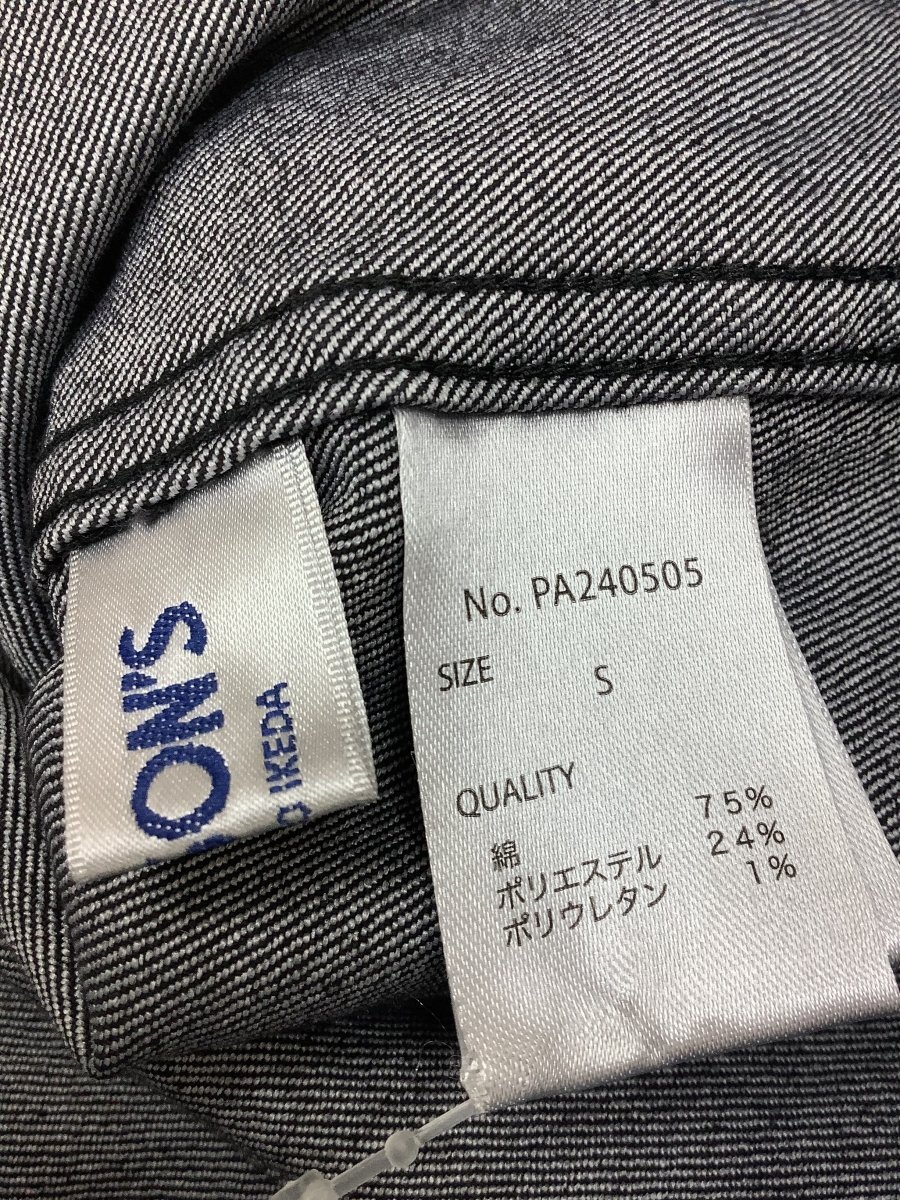 ON'S
IKEDA
No. PA240505
SIZE S
QUALITY
綿 75%
ポリエステル 24%
ポリウレタン 1%